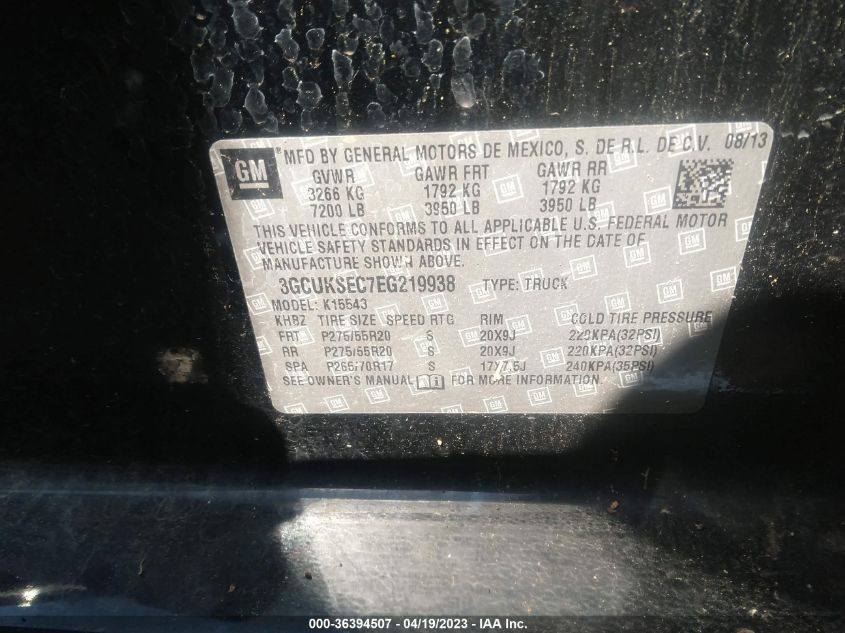 GM
MFD BY GENERAL MOTORS DE MEXICO, S. DE R.L. DE C.V. 08/13
GVWR GAWR FRT GAWR RR
3266 KG 1792 KG 1792 KG
7200 LB 3950 LB 3950 LB
THIS VEHICLE CONFORMS TO ALL APPLICABLE U.S. FEDERAL MOTOR
VEHICLE SAFETY STANDARDS IN EFFECT ON THE DATE OF
MANUFACTURE SHOWN ABOVE.
3GCUKSEC7EG219938 TYPE: TRUCK
MODEL: K15543
KHBZ TIRE SIZE SPEED RTG RIM COLD TIRE PRESSURE
FRT P275/55R20 S 20X9J 220KPA(32PSI)
RR P275/55R20 S 20X9J 220KPA(32PSI)
SPA P265/70R17 S 17X7.5J 240KPA(35PSI)
SEE OWNER'S MANUAL FOR MORE INFORMATION.
000-36394507 - 04/19/2023 - IAA Inc.